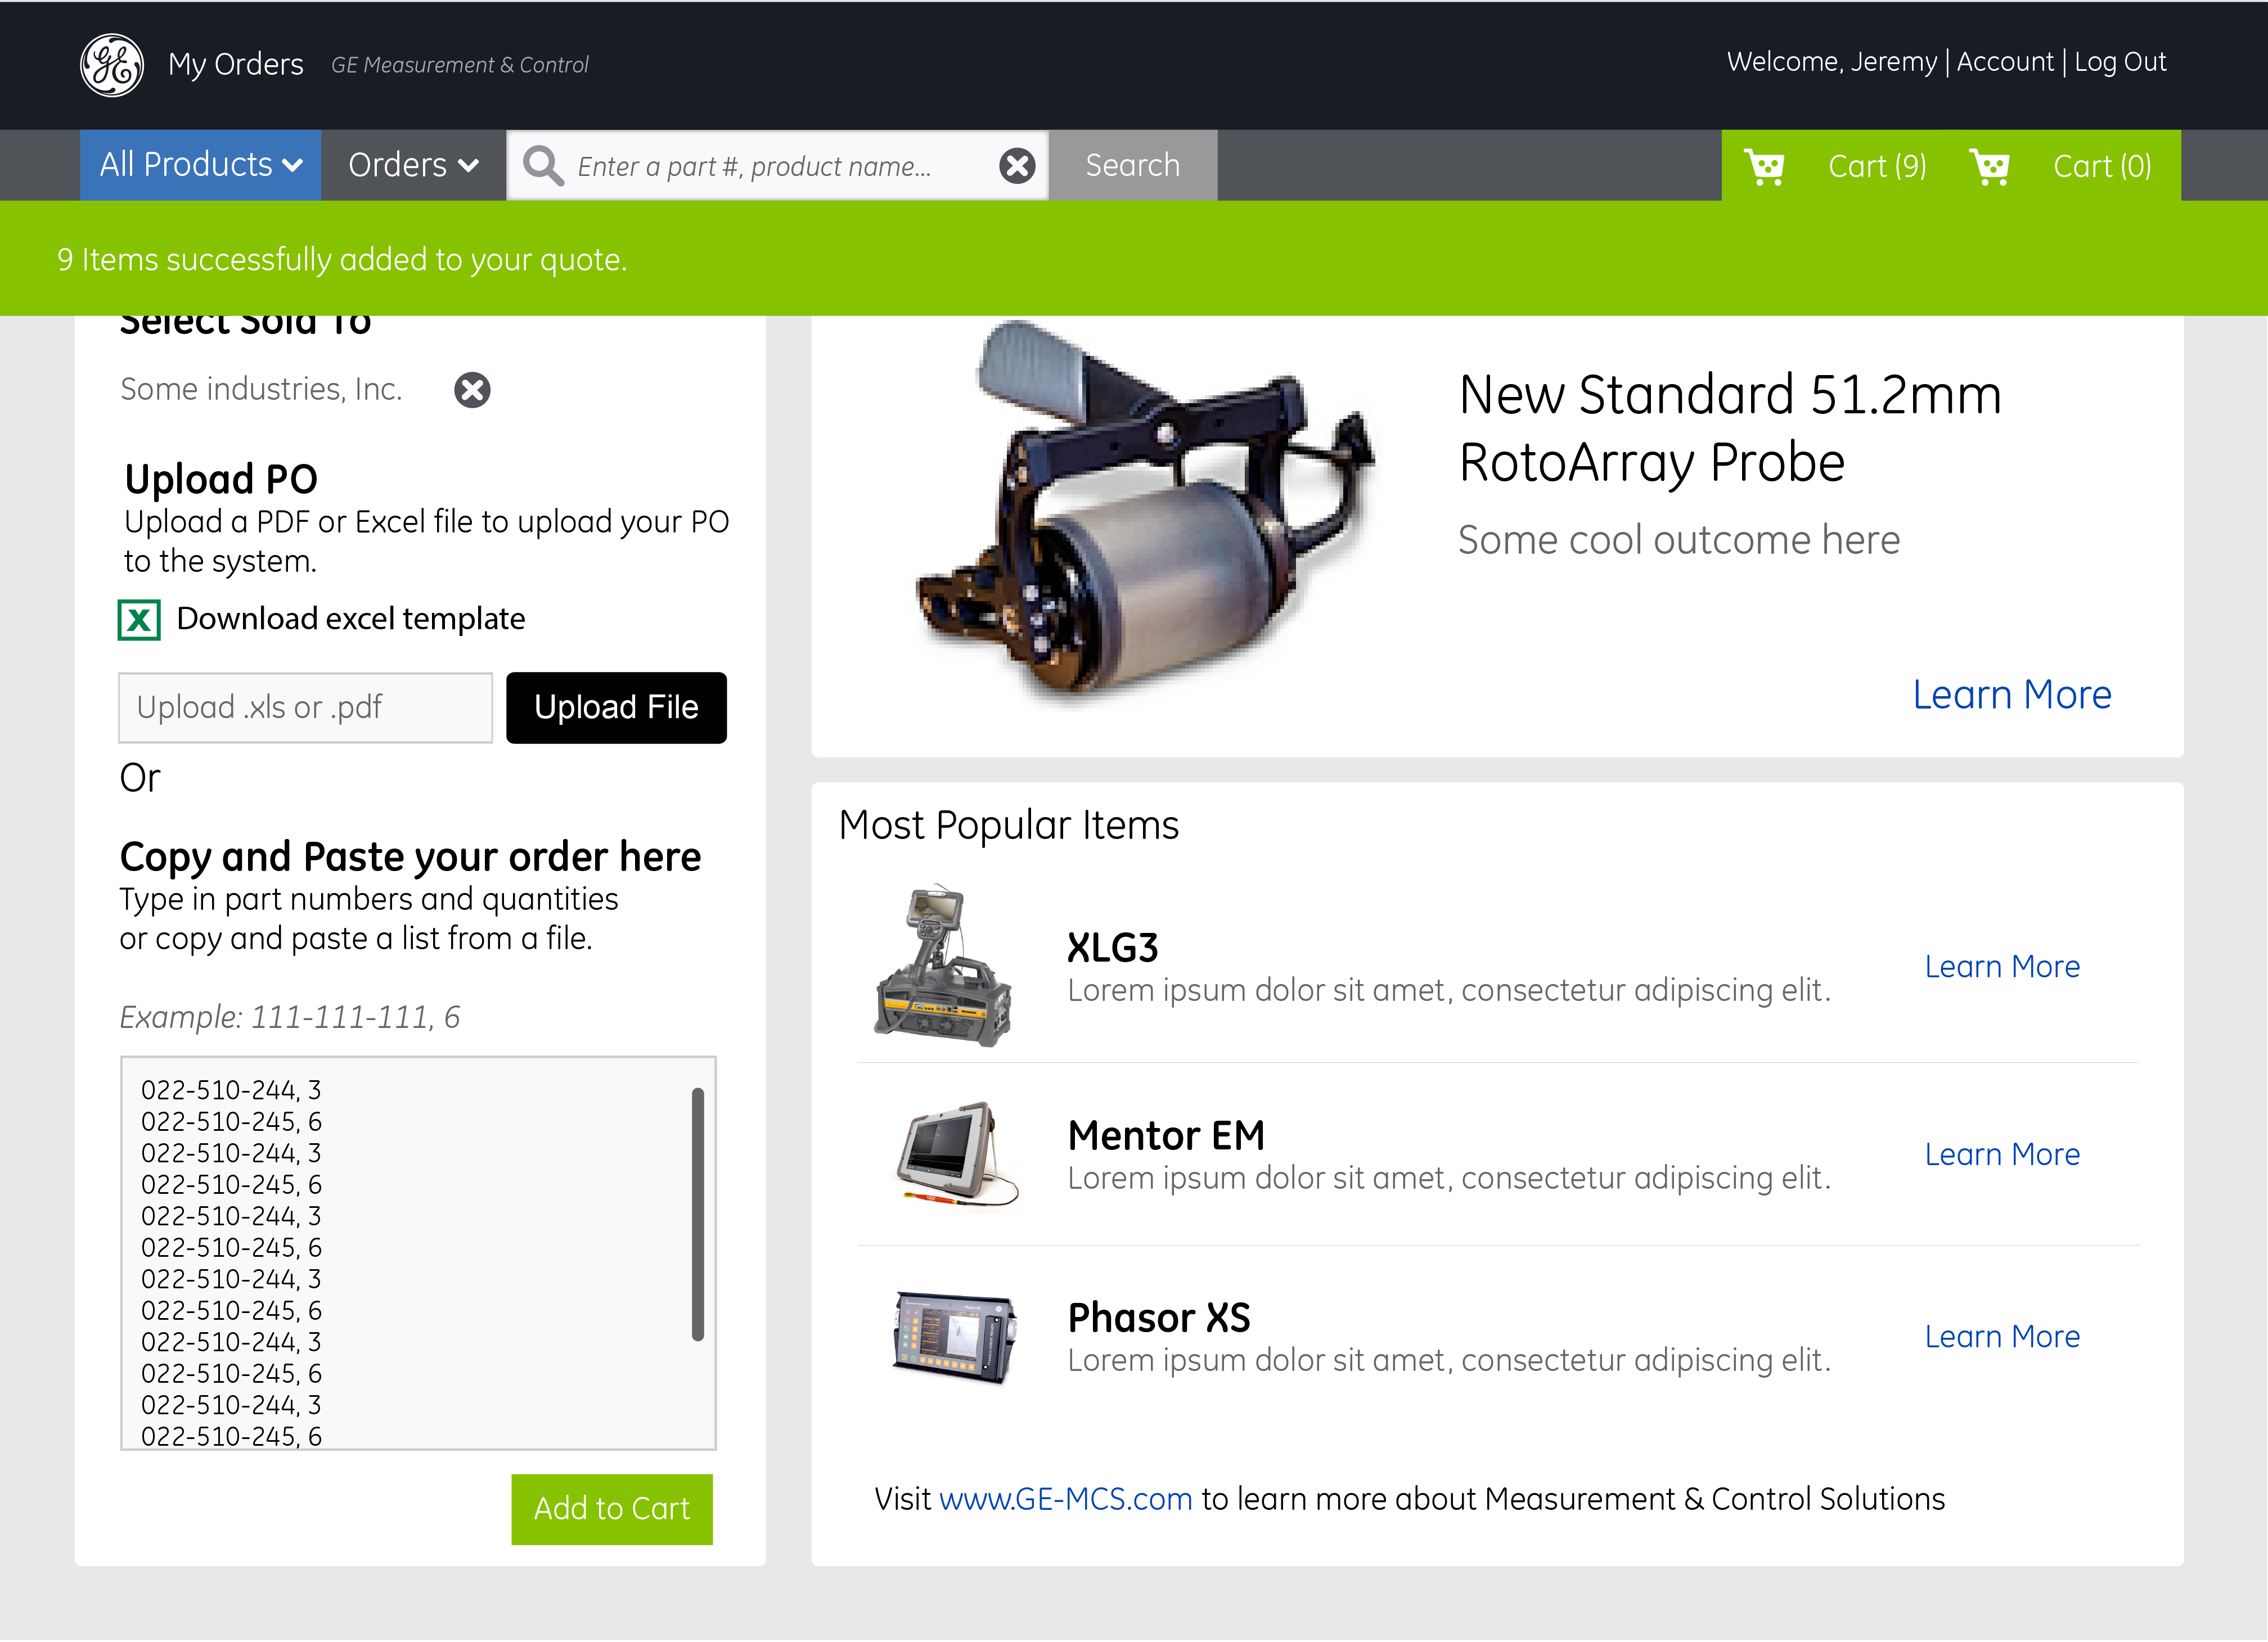 My Orders GE Measurement & Control
Welcome, Jeremy | Account | Log Out
All Products Orders Enter a part #, product name... Search Cart (9) Cart (0)
9 Items successfully added to your quote.
Select Sold To
Some industries, Inc.
Upload PO
Upload a PDF or Excel file to upload your PO
to the system.
X Download excel template
Upload .xls or .pdf Upload File
Or
Copy and Paste your order here
Type in part numbers and quantities
or copy and paste a list from a file.
Example: 111-111-111, 6
022-510-244, 3
022-510-245, 6
022-510-244, 3
022-510-245, 6
022-510-244, 3
022-510-245, 6
022-510-244, 3
022-510-245, 6
022-510-244, 3
022-510-245, 6
022-510-244, 3
022-510-245, 6
Add to Cart
New Standard 51.2mm
RotoArray Probe
Some cool outcome here
Learn More
Most Popular Items
XLG3
Lorem ipsum dolor sit amet, consectetur adipiscing elit.
Learn More
Mentor EM
Lorem ipsum dolor sit amet, consectetur adipiscing elit.
Learn More
Phasor XS
Lorem ipsum dolor sit amet, consectetur adipiscing elit.
Learn More
Visit www.GE-MCS.com to learn more about Measurement & Control Solutions